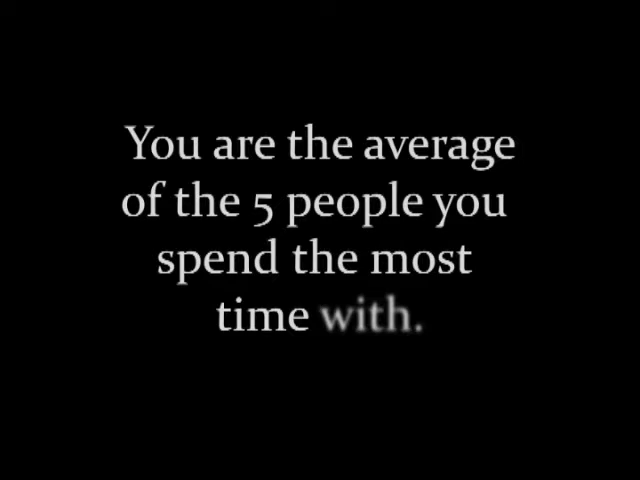 You are the average
of the 5 people you
spend the most
time with.